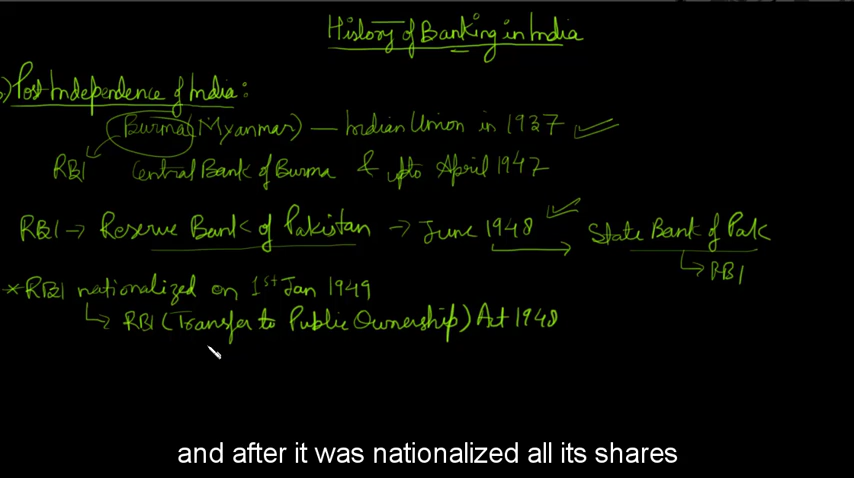 History of Banking in India
.) Post Independence of India:
Burma (Myanmar) — Indian Union in 1937
RBI Central Bank of Burma & upto April 1947
RBI → Reserve Bank of Pakistan → June 1948 → State Bank of Pak
RBI
*RBI nationalized on 1st Jan 1949
RBI (Transfer to Public Ownership) Act 1948
and after it was nationalized all its shares